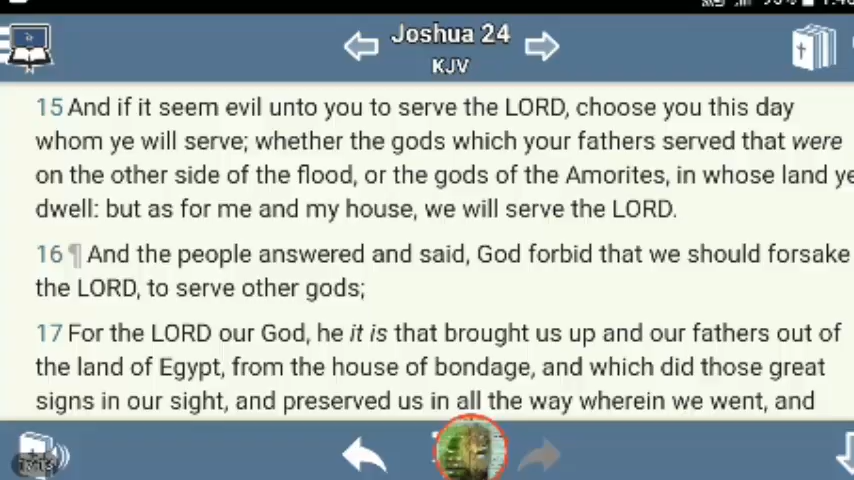 Joshua 24
KJV
15 And if it seem evil unto you to serve the LORD, choose you this day
whom ye will serve; whether the gods which your fathers served that were
on the other side of the flood, or the gods of the Amorites, in whose land ye
dwell: but as for me and my house, we will serve the LORD.
16 ¶ And the people answered and said, God forbid that we should forsake
the LORD, to serve other gods;
17 For the LORD our God, he it is that brought us up and our fathers out of
the land of Egypt, from the house of bondage, and which did those great
signs in our sight, and preserved us in all the way wherein we went, and